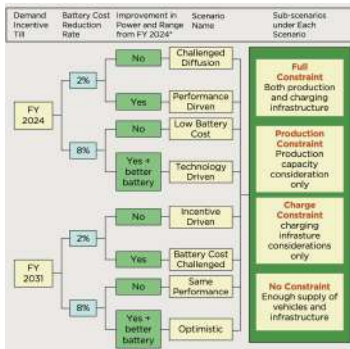 Demand
Incentive
Till
Battery Cost
Reduction
Rate
Improvement in
Power and Range
from FY 2024*
Scenario
Name
Sub-scenarios
under Each
Scenario
FY
2024
2%
No
Challenged
Diffusion
Yes
Performance
Dirven
8%
No
Low Battery
Cost
Yes +
better
battery
Technology
Driven
FY
2031
2%
No
Incentive
Driven
Yes
Battery Cost
Challenged
8%
No
Same
Performance
Yes +
better
battery
Optimistic
Full
Constraint
Both production
and charging
infrastructure
Production
Constraint
Production
capacity
consideration
only
Charge
Constraint
charging
infrasture
considerations
only
No Constraint
Enough supply of
vehicles and
infrastructure